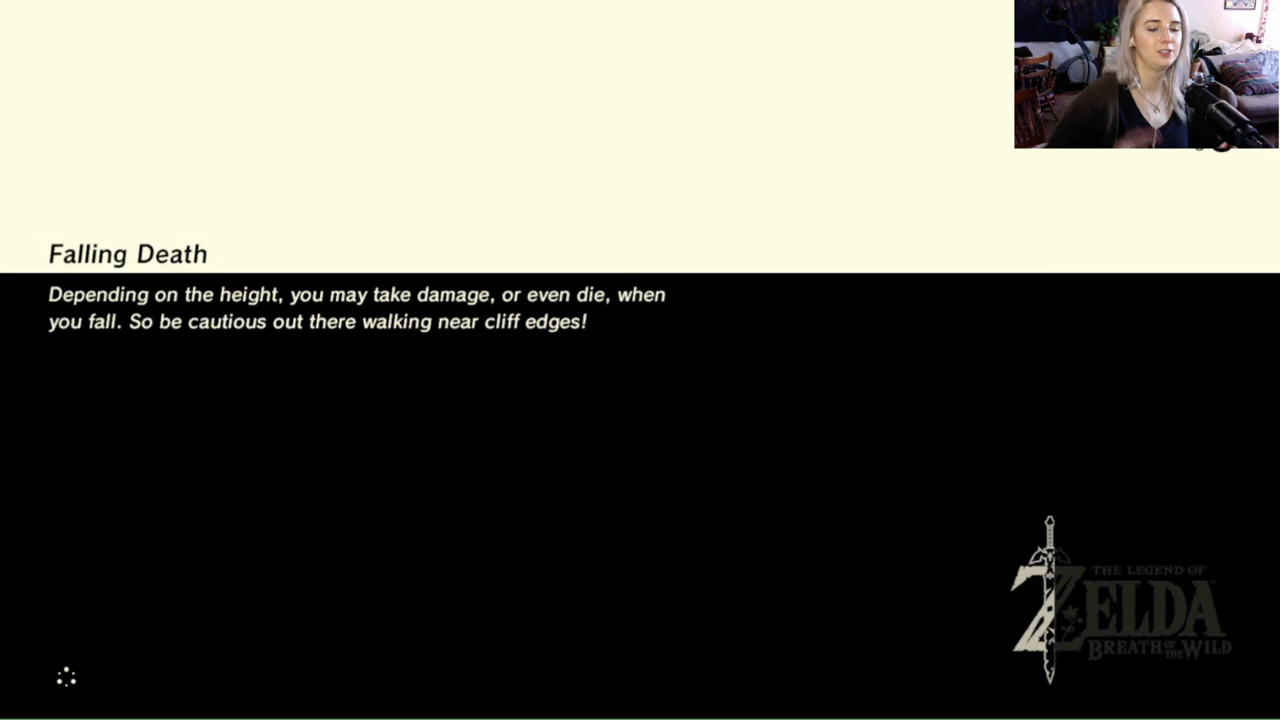 Falling Death
Depending on the height, you may take damage, or even die, when
you fall. So be cautious out there walking near cliff edges!
THE LEGEND OF
ZELDA
BREATH OF THE WILD